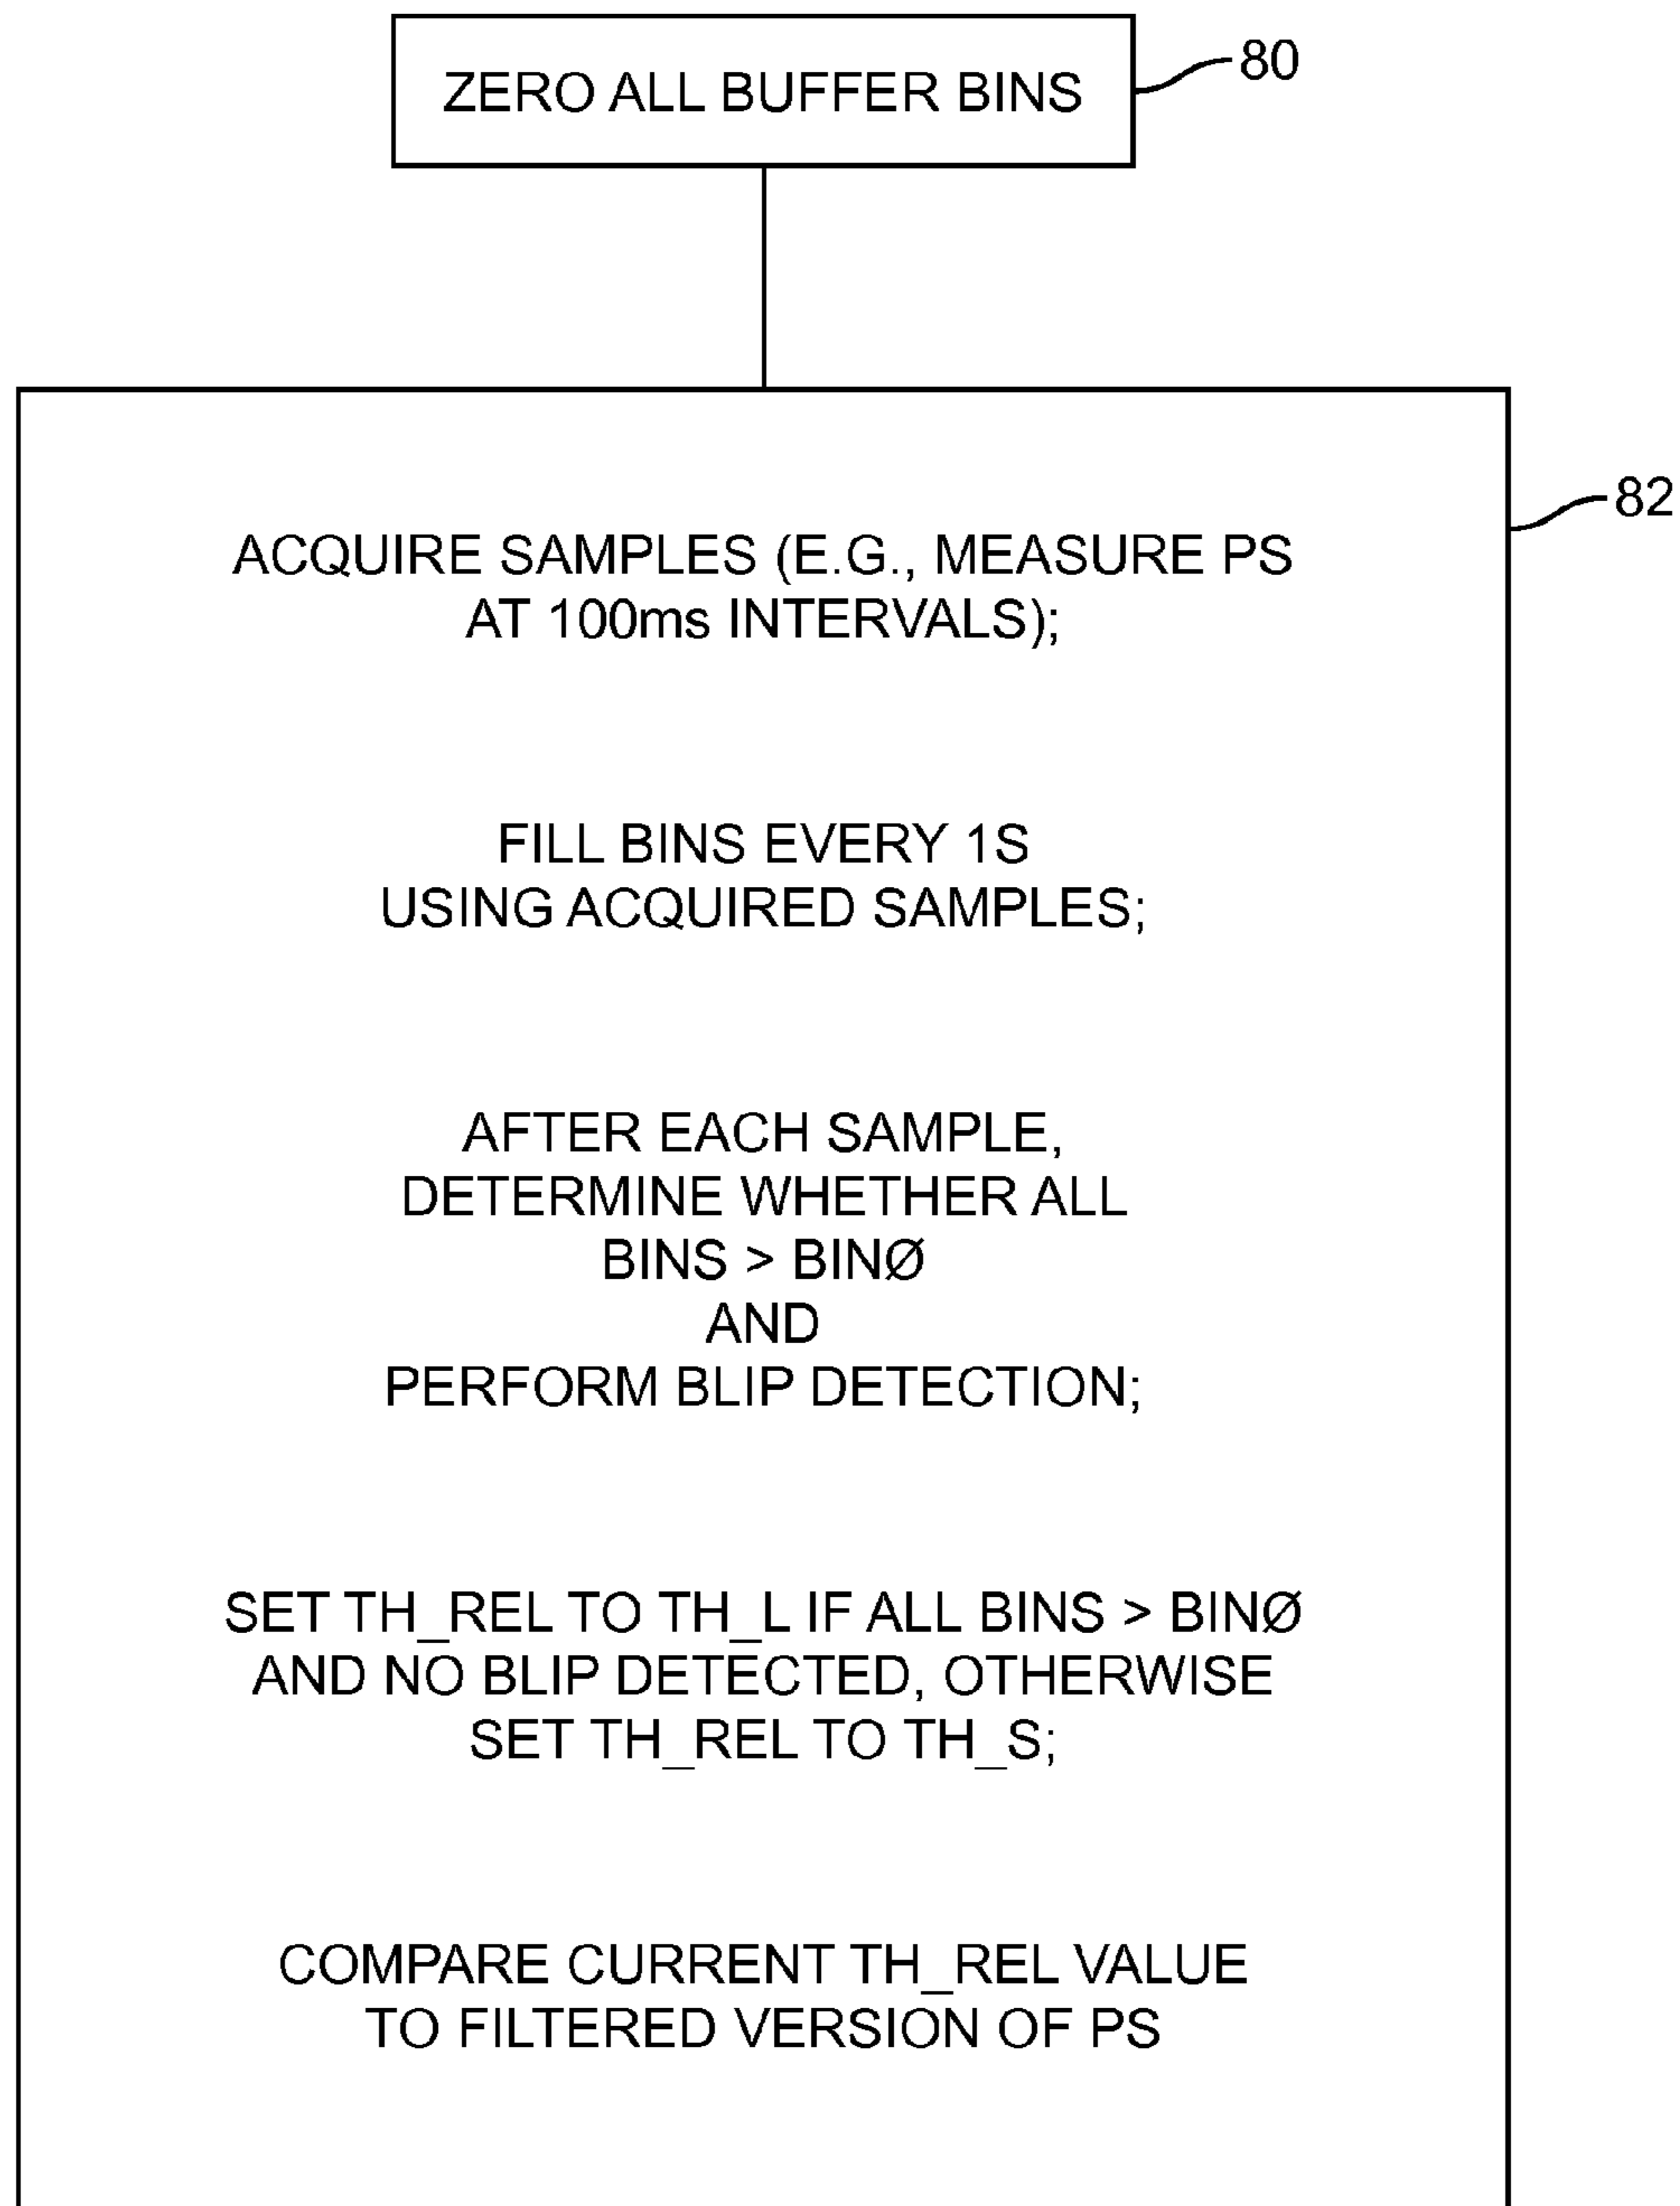 ZERO ALL BUFFER BINS
80
82
ACQUIRE SAMPLES (E.G., MEASURE PS
AT 100ms INTERVALS);
FILL BINS EVERY 1S
USING ACQUIRED SAMPLES;
AFTER EACH SAMPLE,
DETERMINE WHETHER ALL
BINS > BINØ
AND
PERFORM BLIP DETECTION;
SET TH_REL TO TH_L IF ALL BINS > BINØ
AND NO BLIP DETECTED, OTHERWISE
SET TH_REL TO TH_S;
COMPARE CURRENT TH_REL VALUE
TO FILTERED VERSION OF PS